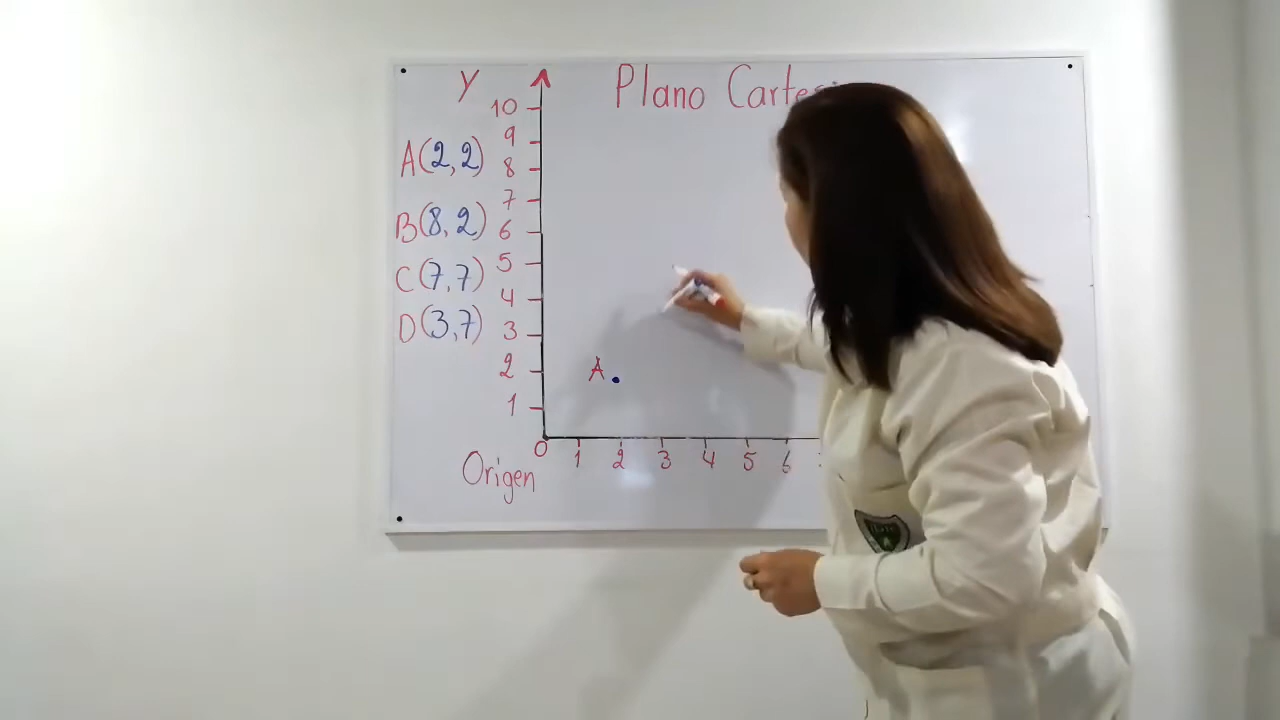 Plano
Y
10
9
8
7
6
5
4
3
2
1
A(2,2)
B(8,2)
C(7,7)
D(3,7)
A
0 1 2 3 4 5 6
Origen